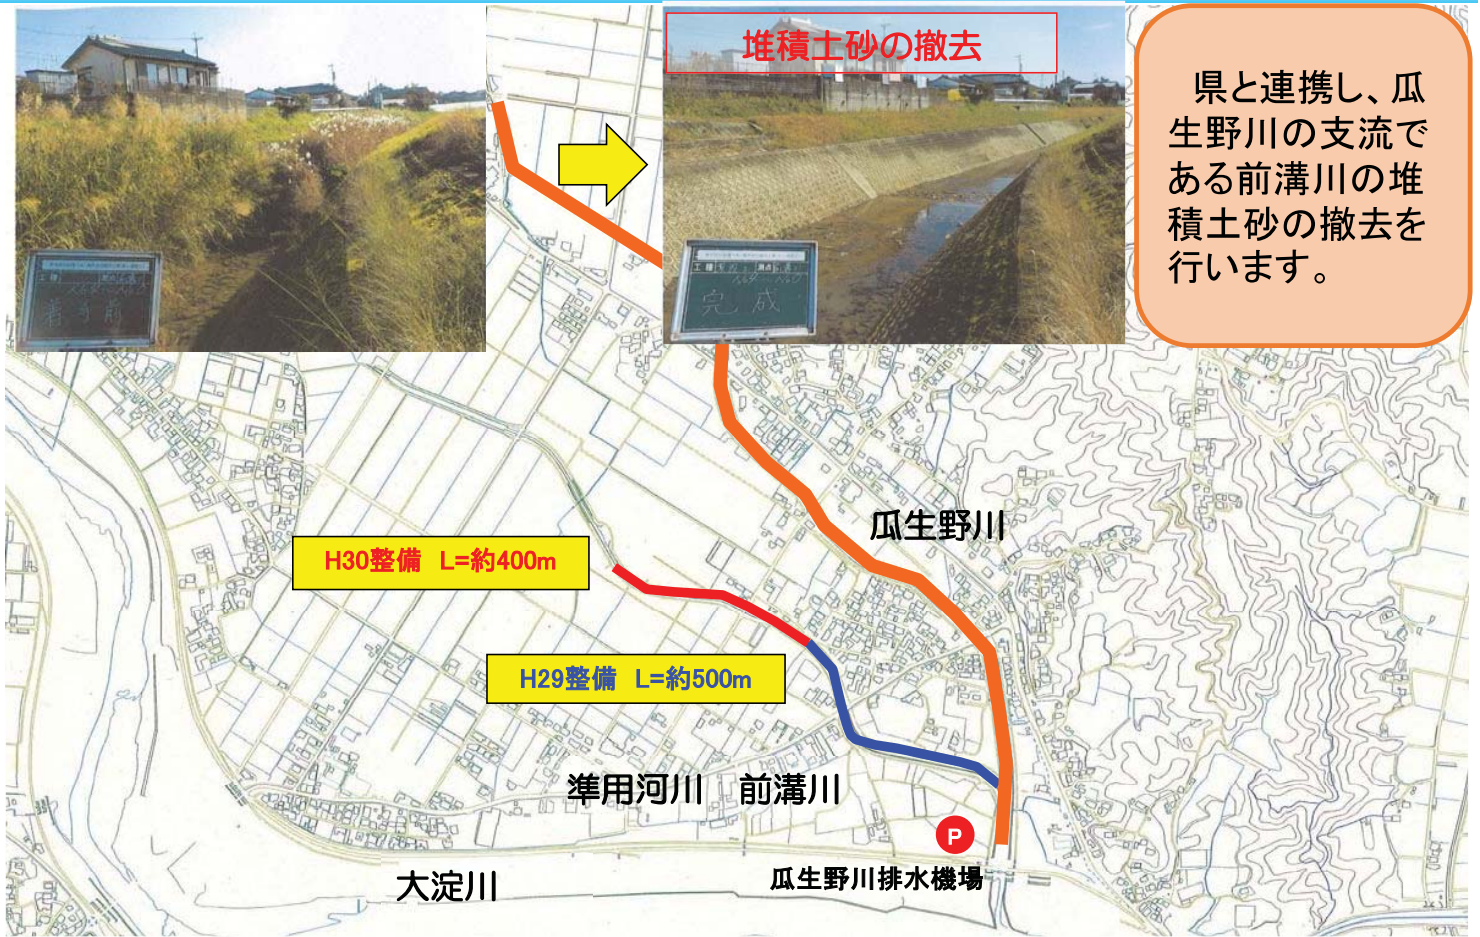 堆積土砂の撤去
県と連携し、瓜
生野川の支流で
ある前溝川の堆
積土砂の撤去を
行います。
着手前
完成
瓜生野川
H30整備　L=約400m
H29整備　L=約500m
準用河川　前溝川
P
瓜生野川排水機場
大淀川